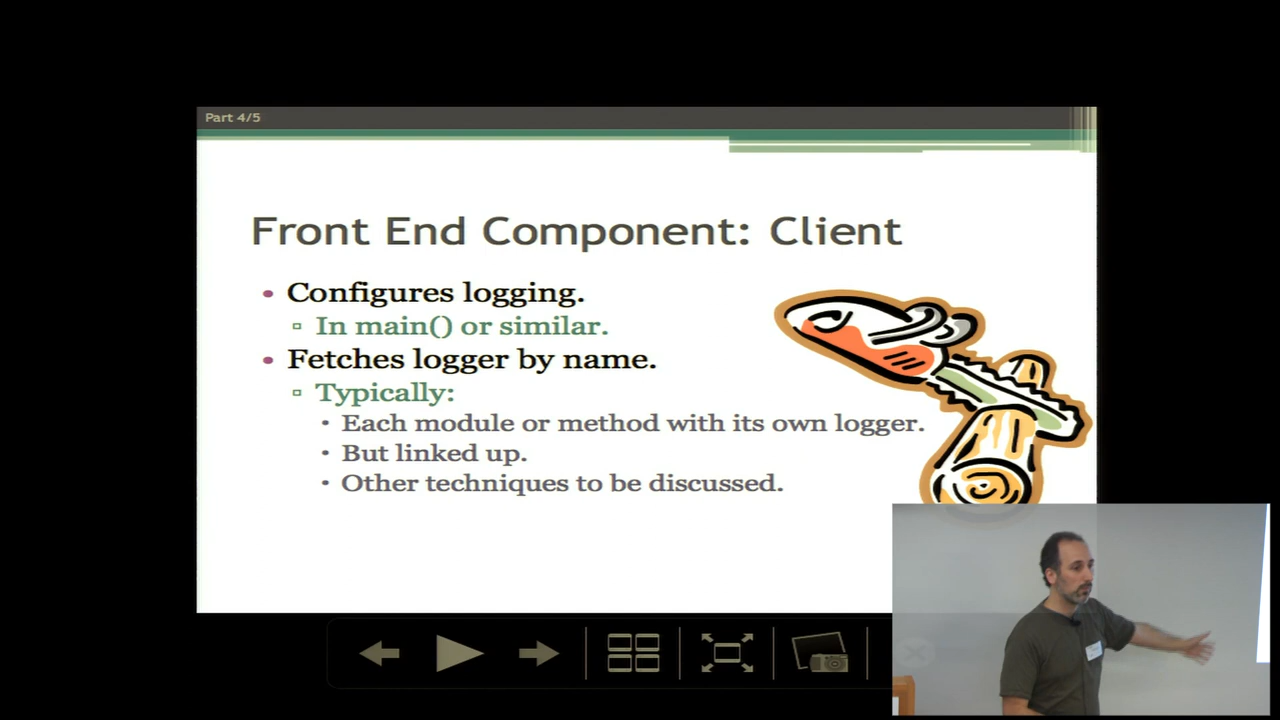 Part 4/5
Front End Component: Client
• Configures logging.
▫ In main() or similar.
• Fetches logger by name.
▫ Typically:
• Each module or method with its own logger.
• But linked up.
• Other techniques to be discussed.